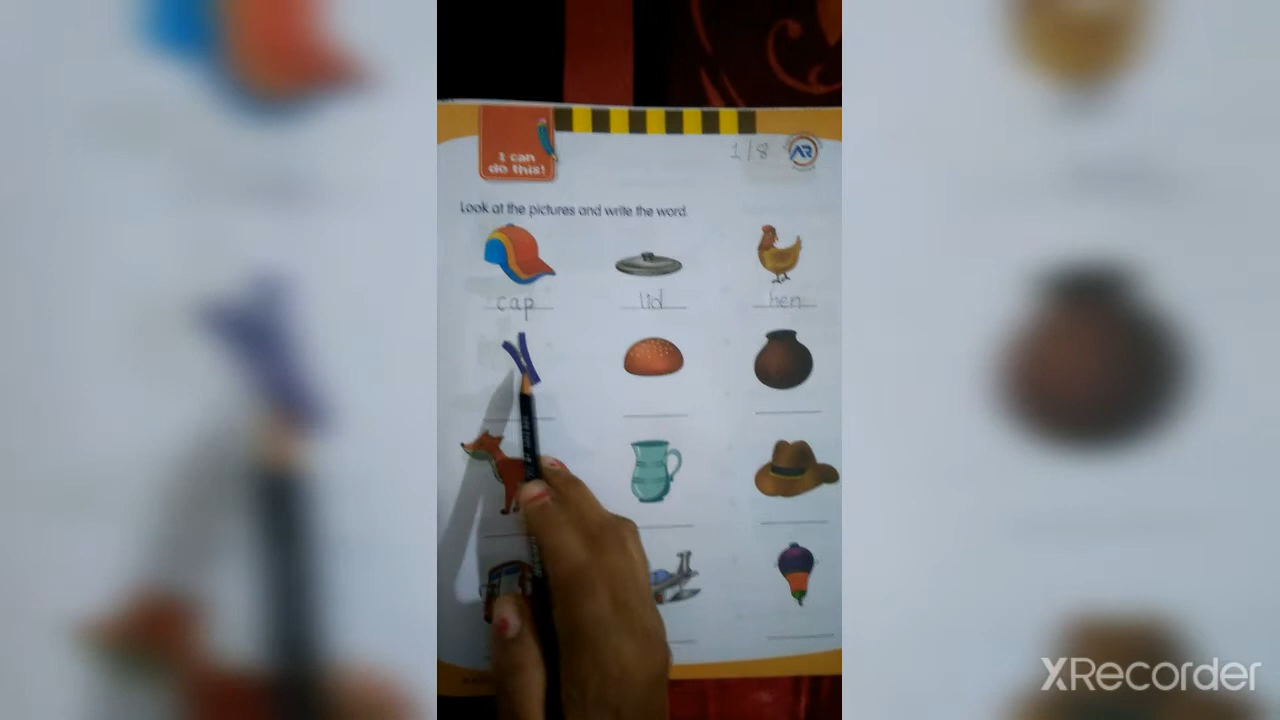 I can
do this!
1/8
AR
Look at the pictures and write the word.
cap lid hen
XRecorder